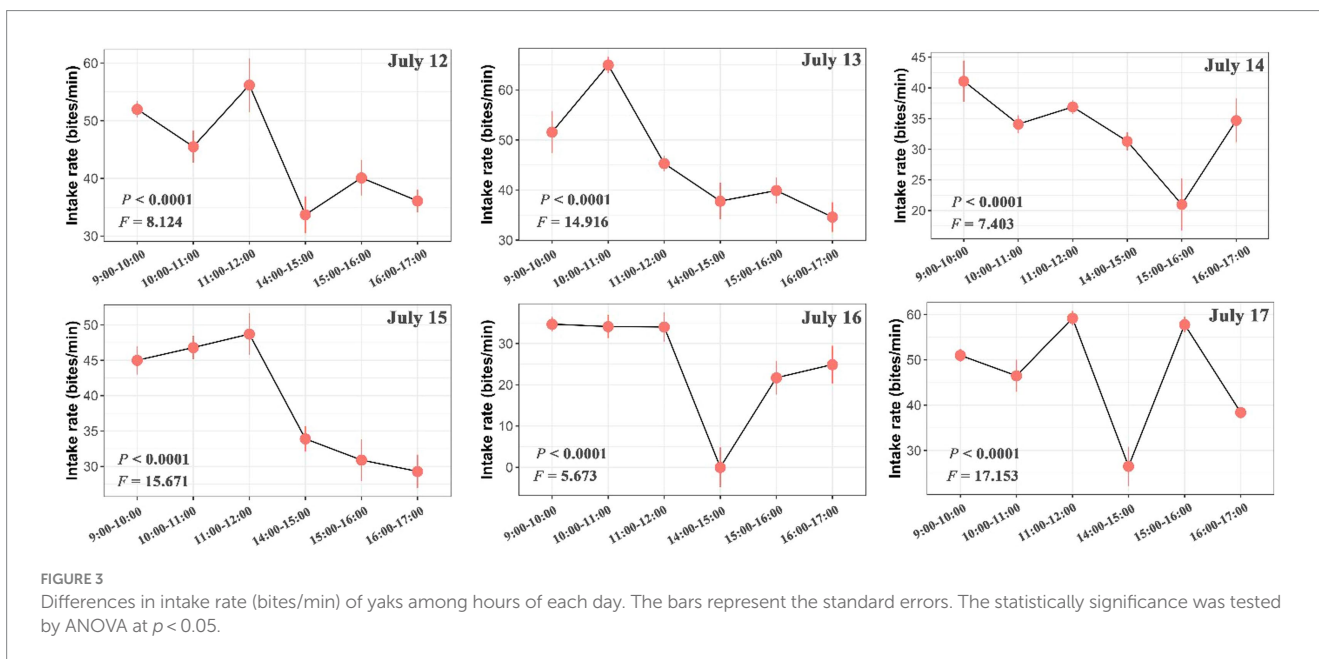 July 12
Intake rate (bites/min)
60
50
40
30
P < 0.0001
F = 8.124
9:00-10:00
10:00-11:00
11:00-12:00
14:00-15:00
15:00-16:00
16:00-17:00
July 13
Intake rate (bites/min)
60
50
40
30
P < 0.0001
F = 14.916
9:00-10:00
10:00-11:00
11:00-12:00
14:00-15:00
15:00-16:00
16:00-17:00
July 14
Intake rate (bites/min)
45
40
35
30
25
20
P < 0.0001
F = 7.403
9:00-10:00
10:00-11:00
11:00-12:00
14:00-15:00
15:00-16:00
16:00-17:00
July 15
Intake rate (bites/min)
50
45
40
35
30
P < 0.0001
F = 15.671
9:00-10:00
10:00-11:00
11:00-12:00
14:00-15:00
15:00-16:00
16:00-17:00
July 16
Intake rate (bites/min)
30
20
10
0
P < 0.0001
F = 5.673
9:00-10:00
10:00-11:00
11:00-12:00
14:00-15:00
15:00-16:00
16:00-17:00
July 17
Intake rate (bites/min)
60
50
40
30
P < 0.0001
F = 17.153
9:00-10:00
10:00-11:00
11:00-12:00
14:00-15:00
15:00-16:00
16:00-17:00
FIGURE 3
Differences in intake rate (bites/min) of yaks among hours of each day. The bars represent the standard errors. The statistically significance was tested
by ANOVA at p < 0.05.